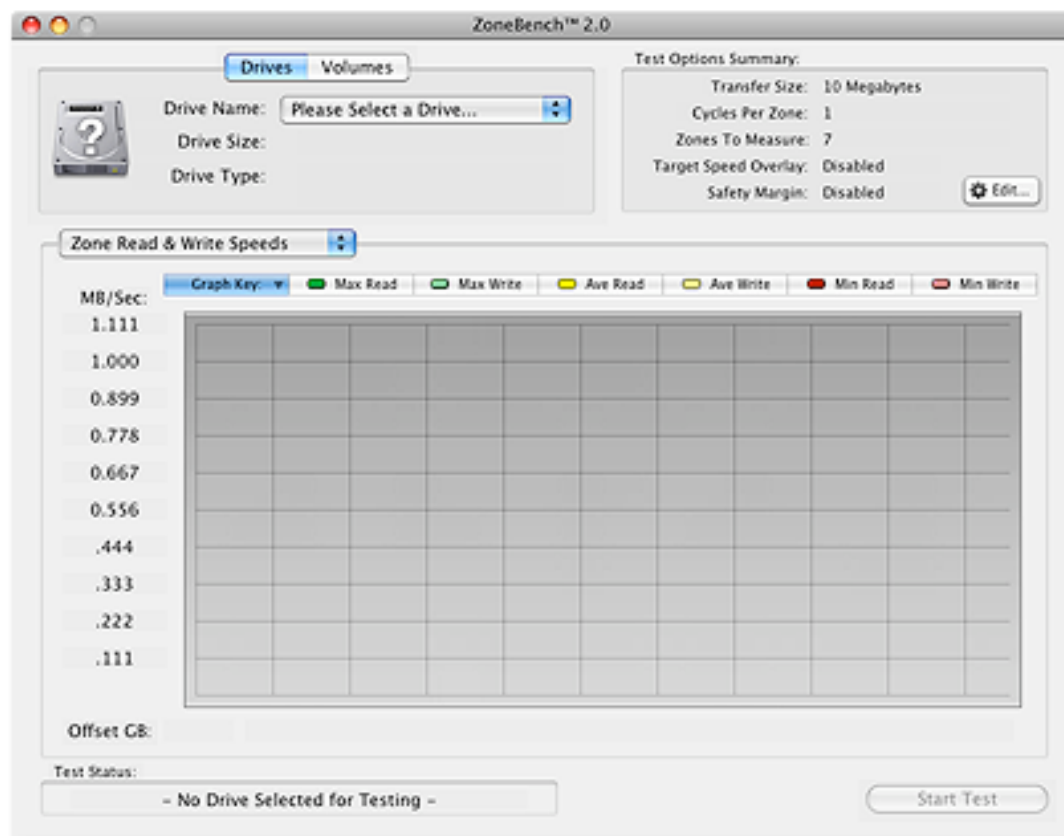 ZoneBench™ 2.0
Drives Volumes
Drive Name: Please Select a Drive...
Drive Size:
Drive Type:
Test Options Summary:
Transfer Size: 10 Megabytes
Cycles Per Zone: 1
Zones To Measure: 7
Target Speed Overlay: Disabled
Safety Margin: Disabled
Edit...
Zone Read & Write Speeds
Graph Key: Max Read Max Write Ave Read Ave Write Min Read Min Write
MB/Sec:
1.111
1.000
0.899
0.778
0.667
0.556
.444
.333
.222
.111
Offset GB:
Test Status:
– No Drive Selected for Testing –
Start Test